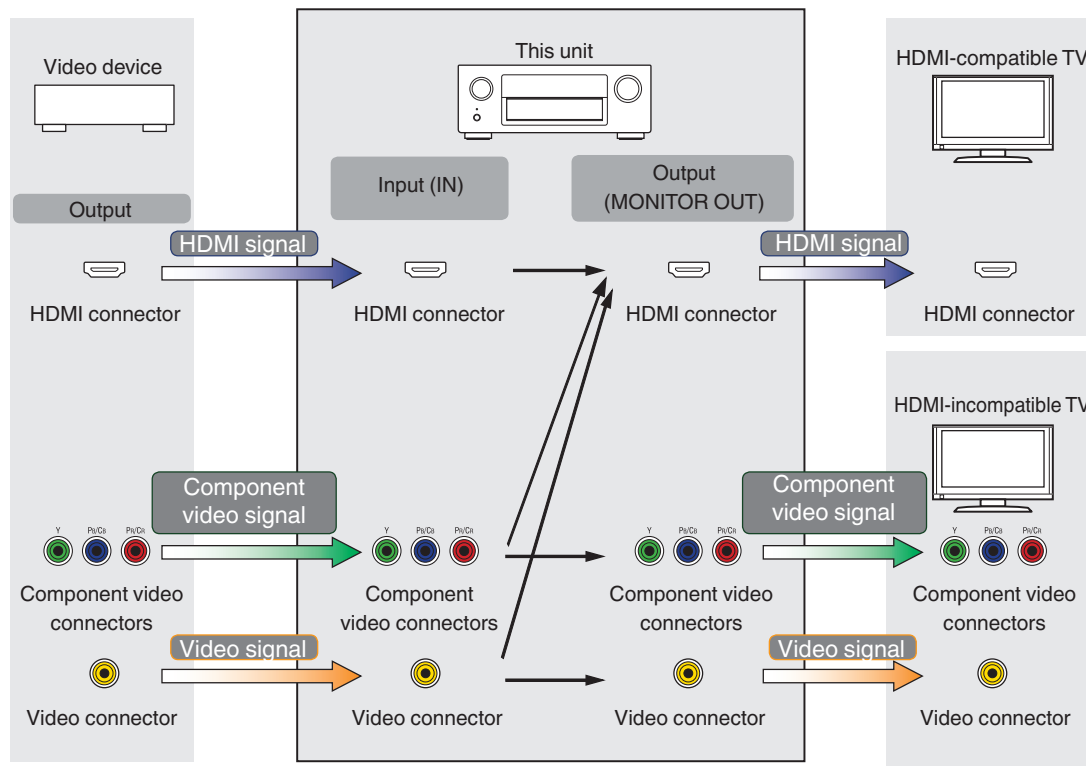 Video device
This unit
HDMI-compatible TV
Input (IN)
Output
(MONITOR OUT)
Output
HDMI signal
HDMI signal
HDMI connector
HDMI connector
HDMI connector
HDMI connector
HDMI-incompatible TV
Component
video signal
Component
video signal
Y PB/CB PR/CR
Y PB/CB PR/CR
Y PB/CB PR/CR
Y PB/CB PR/CR
Component video
connectors
Component
video connectors
Component video
connectors
Component video
connectors
Video signal
Video signal
Video connector
Video connector
Video connector
Video connector